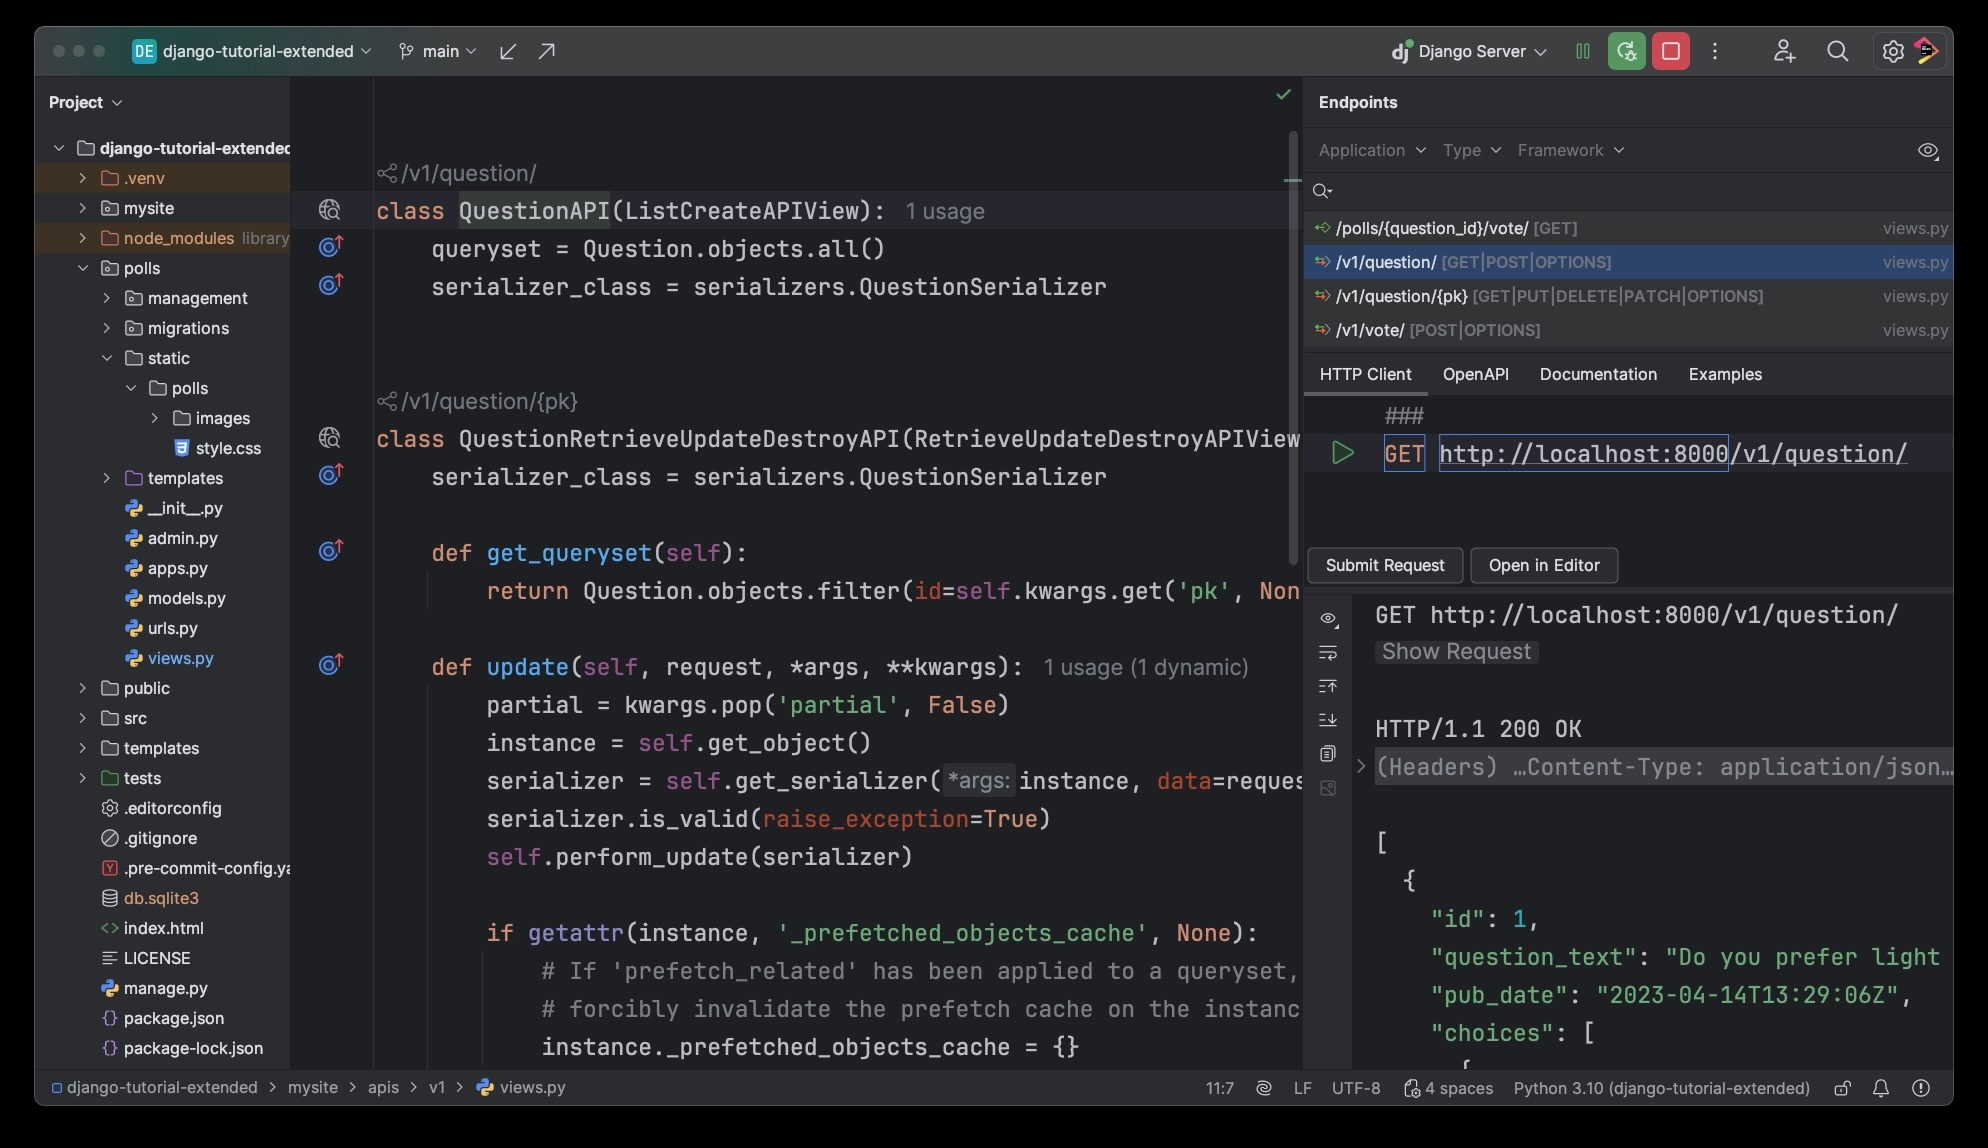 DE django-tutorial-extended main
Django Server
Project
django-tutorial-extended
.venv
mysite
node_modules library
polls
management
migrations
static
polls
images
style.css
templates
__init__.py
admin.py
apps.py
models.py
urls.py
views.py
public
src
templates
tests
.editorconfig
.gitignore
.pre-commit-config.ya
db.sqlite3
index.html
LICENSE
manage.py
package.json
package-lock.json
/v1/question/
class QuestionAPI(ListCreateAPIView): 1 usage
queryset = Question.objects.all()
serializer_class = serializers.QuestionSerializer
/v1/question/{pk}
class QuestionRetrieveUpdateDestroyAPI(RetrieveUpdateDestroyAPIView
serializer_class = serializers.QuestionSerializer
def get_queryset(self):
return Question.objects.filter(id=self.kwargs.get('pk', Non
def update(self, request, *args, **kwargs): 1 usage (1 dynamic)
partial = kwargs.pop('partial', False)
instance = self.get_object()
serializer = self.get_serializer( *args: instance, data=reques
serializer.is_valid(raise_exception=True)
self.perform_update(serializer)
if getattr(instance, '_prefetched_objects_cache', None):
# If 'prefetch_related' has been applied to a queryset,
# forcibly invalidate the prefetch cache on the instanc
instance._prefetched_objects_cache = {}
Endpoints
Application Type Framework
/polls/{question_id}/vote/ [GET] views.py
/v1/question/ [GET|POST|OPTIONS] views.py
/v1/question/{pk} [GET|PUT|DELETE|PATCH|OPTIONS] views.py
/v1/vote/ [POST|OPTIONS] views.py
HTTP Client OpenAPI Documentation Examples
###
GET http://localhost:8000/v1/question/
Submit Request Open in Editor
GET http://localhost:8000/v1/question/
Show Request
HTTP/1.1 200 OK
(Headers) …Content-Type: application/json…
[
{
"id": 1,
"question_text": "Do you prefer light
"pub_date": "2023-04-14T13:29:06Z",
"choices": [
{
django-tutorial-extended > mysite > apis > v1 > views.py
11:7 LF UTF-8 4 spaces Python 3.10 (django-tutorial-extended)